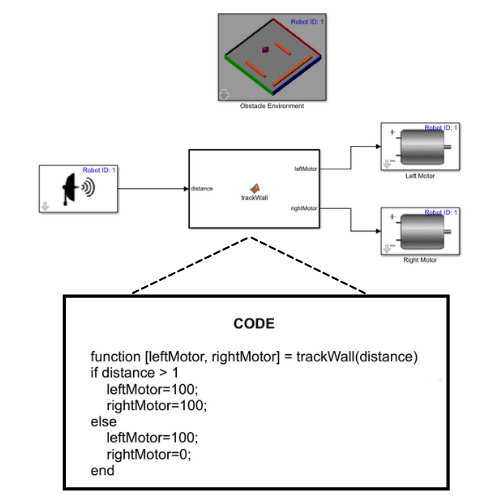 Robot ID: 1
Obstacle Environment
Robot ID: 1
distance
trackWall
leftMotor
rightMotor
Robot ID: 1
+
-
Left Motor
Robot ID: 1
+
-
Right Motor
CODE
function [leftMotor, rightMotor] = trackWall(distance)
if distance > 1
leftMotor=100;
rightMotor=100;
else
leftMotor=100;
rightMotor=0;
end